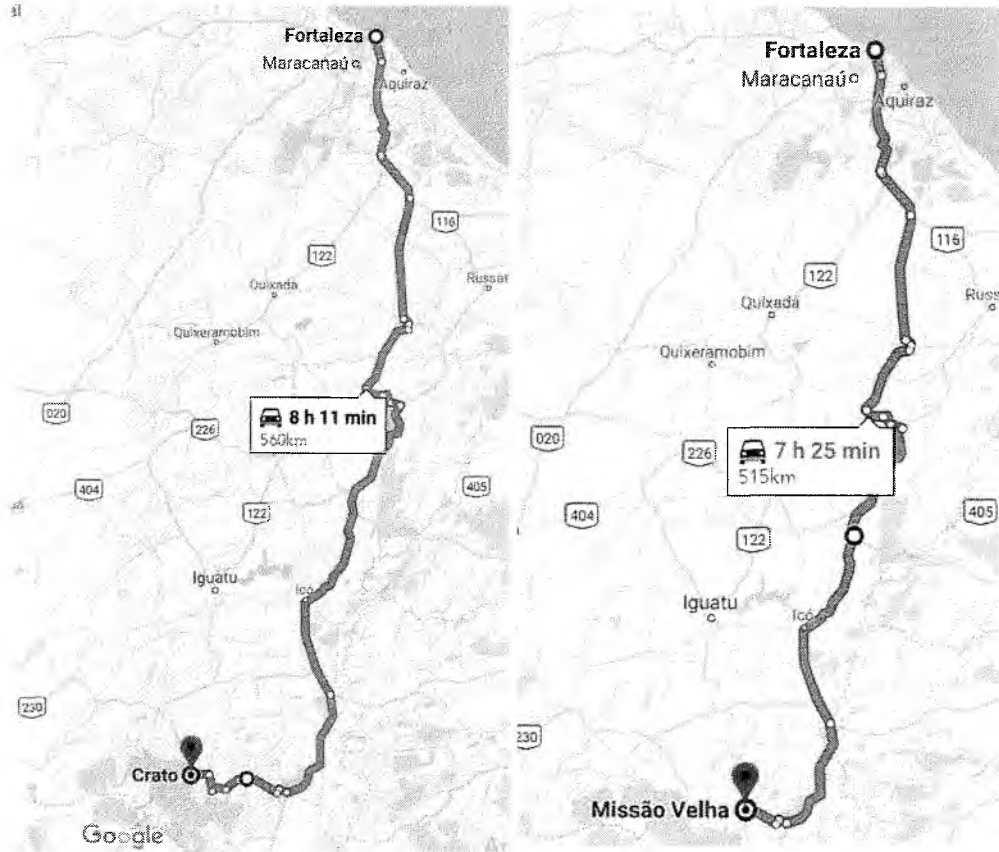 Fortaleza
Maracanaú
Aquiraz
116
122
Quixadá
Russas
Quixeramobim
8 h 11 min
560km
020
226
404
405
122
Iguatu
Icó
230
Crato
Google
Fortaleza
Maracanaú
Aquiraz
116
122
Quixadá
Russ
Quixeramobim
7 h 25 min
515km
020
226
404
405
122
Iguatu
Icó
230
Missão Velha